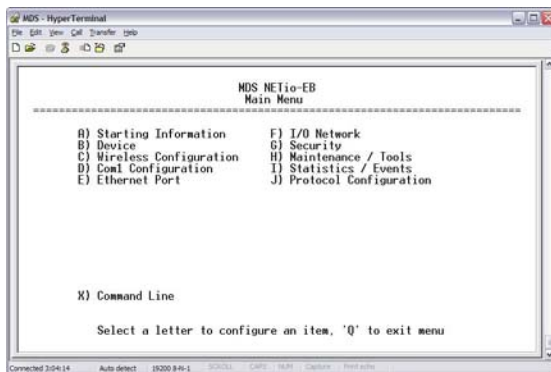 MDS - HyperTerminal
File Edit View Call Transfer Help
MDS NETio-EB
Main Menu
A) Starting Information F) I/O Network
B) Device G) Security
C) Wireless Configuration H) Maintenance / Tools
D) Com1 Configuration I) Statistics / Events
E) Ethernet Port J) Protocol Configuration
X) Command Line
Select a letter to configure an item, 'Q' to exit menu
Connected 3:04:14 Auto detect 19200 8-N-1 SCROLL CAPS NUM Capture Print echo